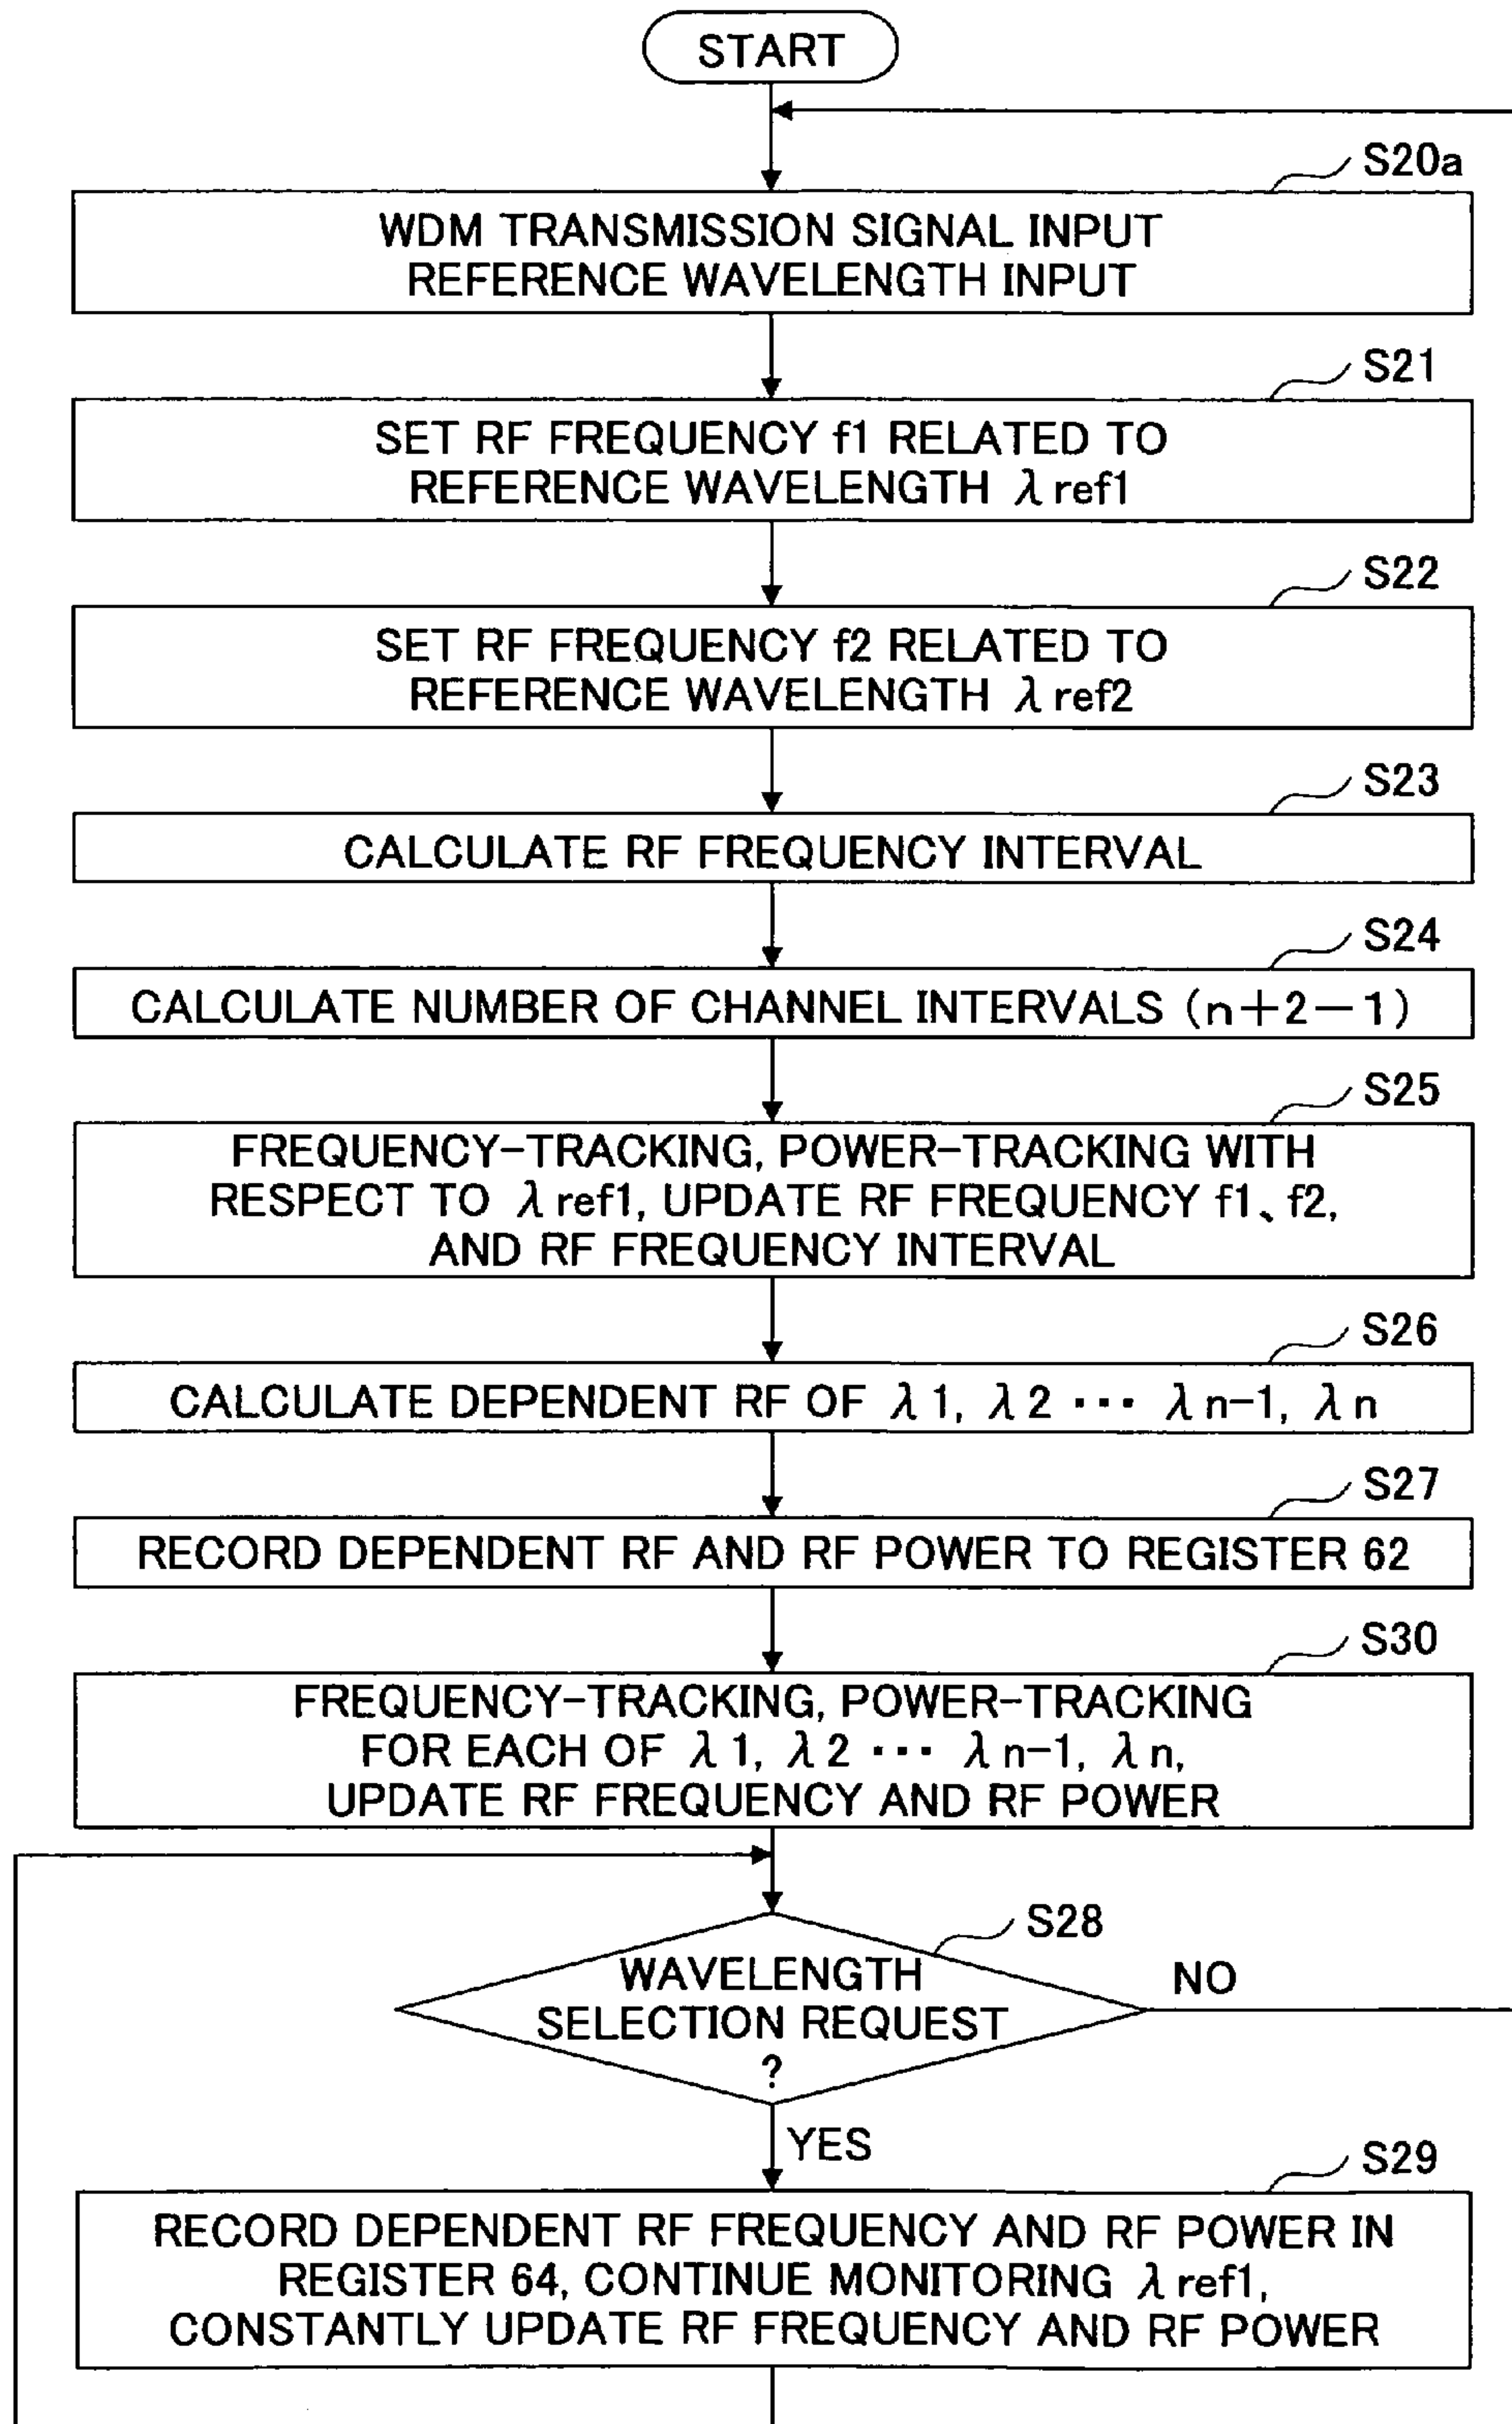 START
S20a
WDM TRANSMISSION SIGNAL INPUT
REFERENCE WAVELENGTH INPUT
S21
SET RF FREQUENCY f1 RELATED TO
REFERENCE WAVELENGTH λref1
S22
SET RF FREQUENCY f2 RELATED TO
REFERENCE WAVELENGTH λref2
S23
CALCULATE RF FREQUENCY INTERVAL
S24
CALCULATE NUMBER OF CHANNEL INTERVALS (n+2−1)
S25
FREQUENCY-TRACKING, POWER-TRACKING WITH
RESPECT TO λref1, UPDATE RF FREQUENCY f1、f2,
AND RF FREQUENCY INTERVAL
S26
CALCULATE DEPENDENT RF OF λ1, λ2 ··· λn-1, λn
S27
RECORD DEPENDENT RF AND RF POWER TO REGISTER 62
S30
FREQUENCY-TRACKING, POWER-TRACKING
FOR EACH OF λ1, λ2 ··· λn-1, λn,
UPDATE RF FREQUENCY AND RF POWER
S28
WAVELENGTH
SELECTION REQUEST
?
NO
YES
S29
RECORD DEPENDENT RF FREQUENCY AND RF POWER IN
REGISTER 64, CONTINUE MONITORING λref1,
CONSTANTLY UPDATE RF FREQUENCY AND RF POWER